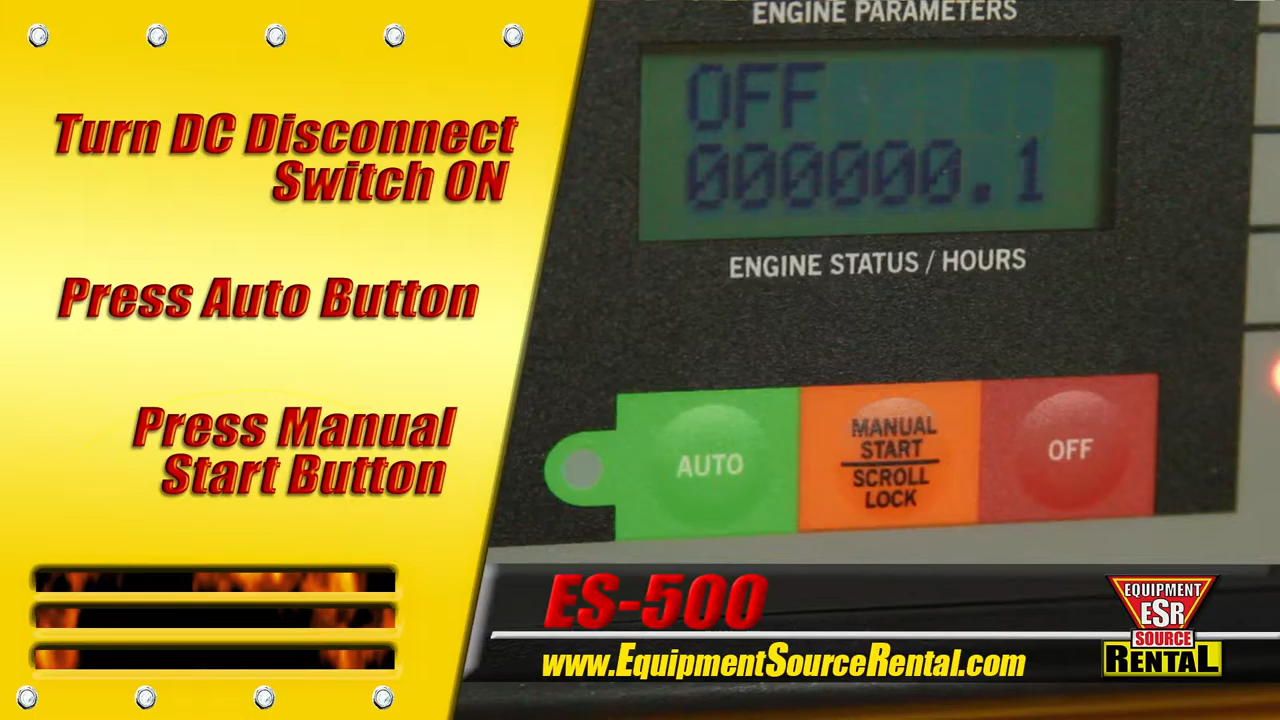 Turn DC Disconnect
Switch ON
Press Auto Button
Press Manual
Start Button
ENGINE PARAMETERS
OFF
000000.1
ENGINE STATUS / HOURS
AUTO
MANUAL
START
SCROLL
LOCK
OFF
ES-500
www.EquipmentSourceRental.com
EQUIPMENT
ESR
SOURCE
RENTAL